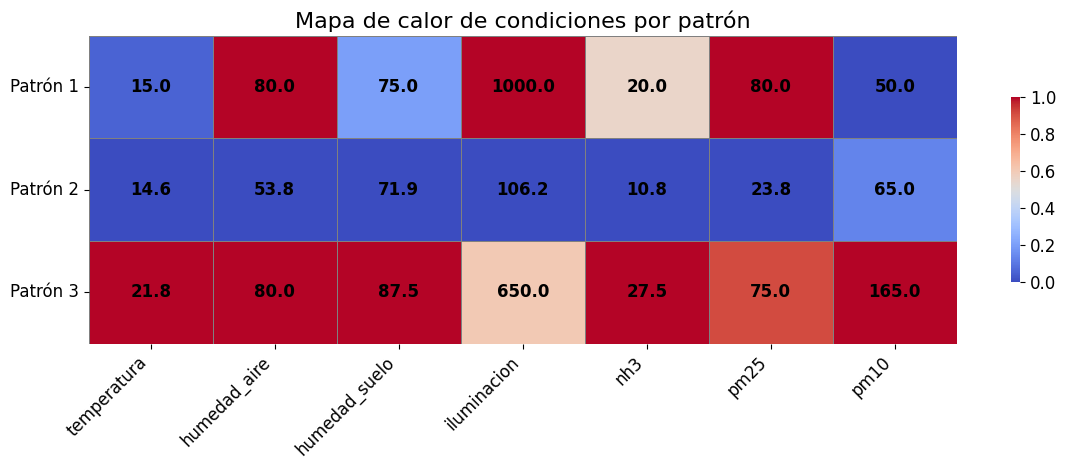 Mapa de calor de condiciones por patrón
Patrón 1 15.0 80.0 75.0 1000.0 20.0 80.0 50.0
Patrón 2 14.6 53.8 71.9 106.2 10.8 23.8 65.0
Patrón 3 21.8 80.0 87.5 650.0 27.5 75.0 165.0
temperatura humedad_aire humedad_suelo iluminacion nh3 pm25 pm10
1.0
0.8
0.6
0.4
0.2
0.0